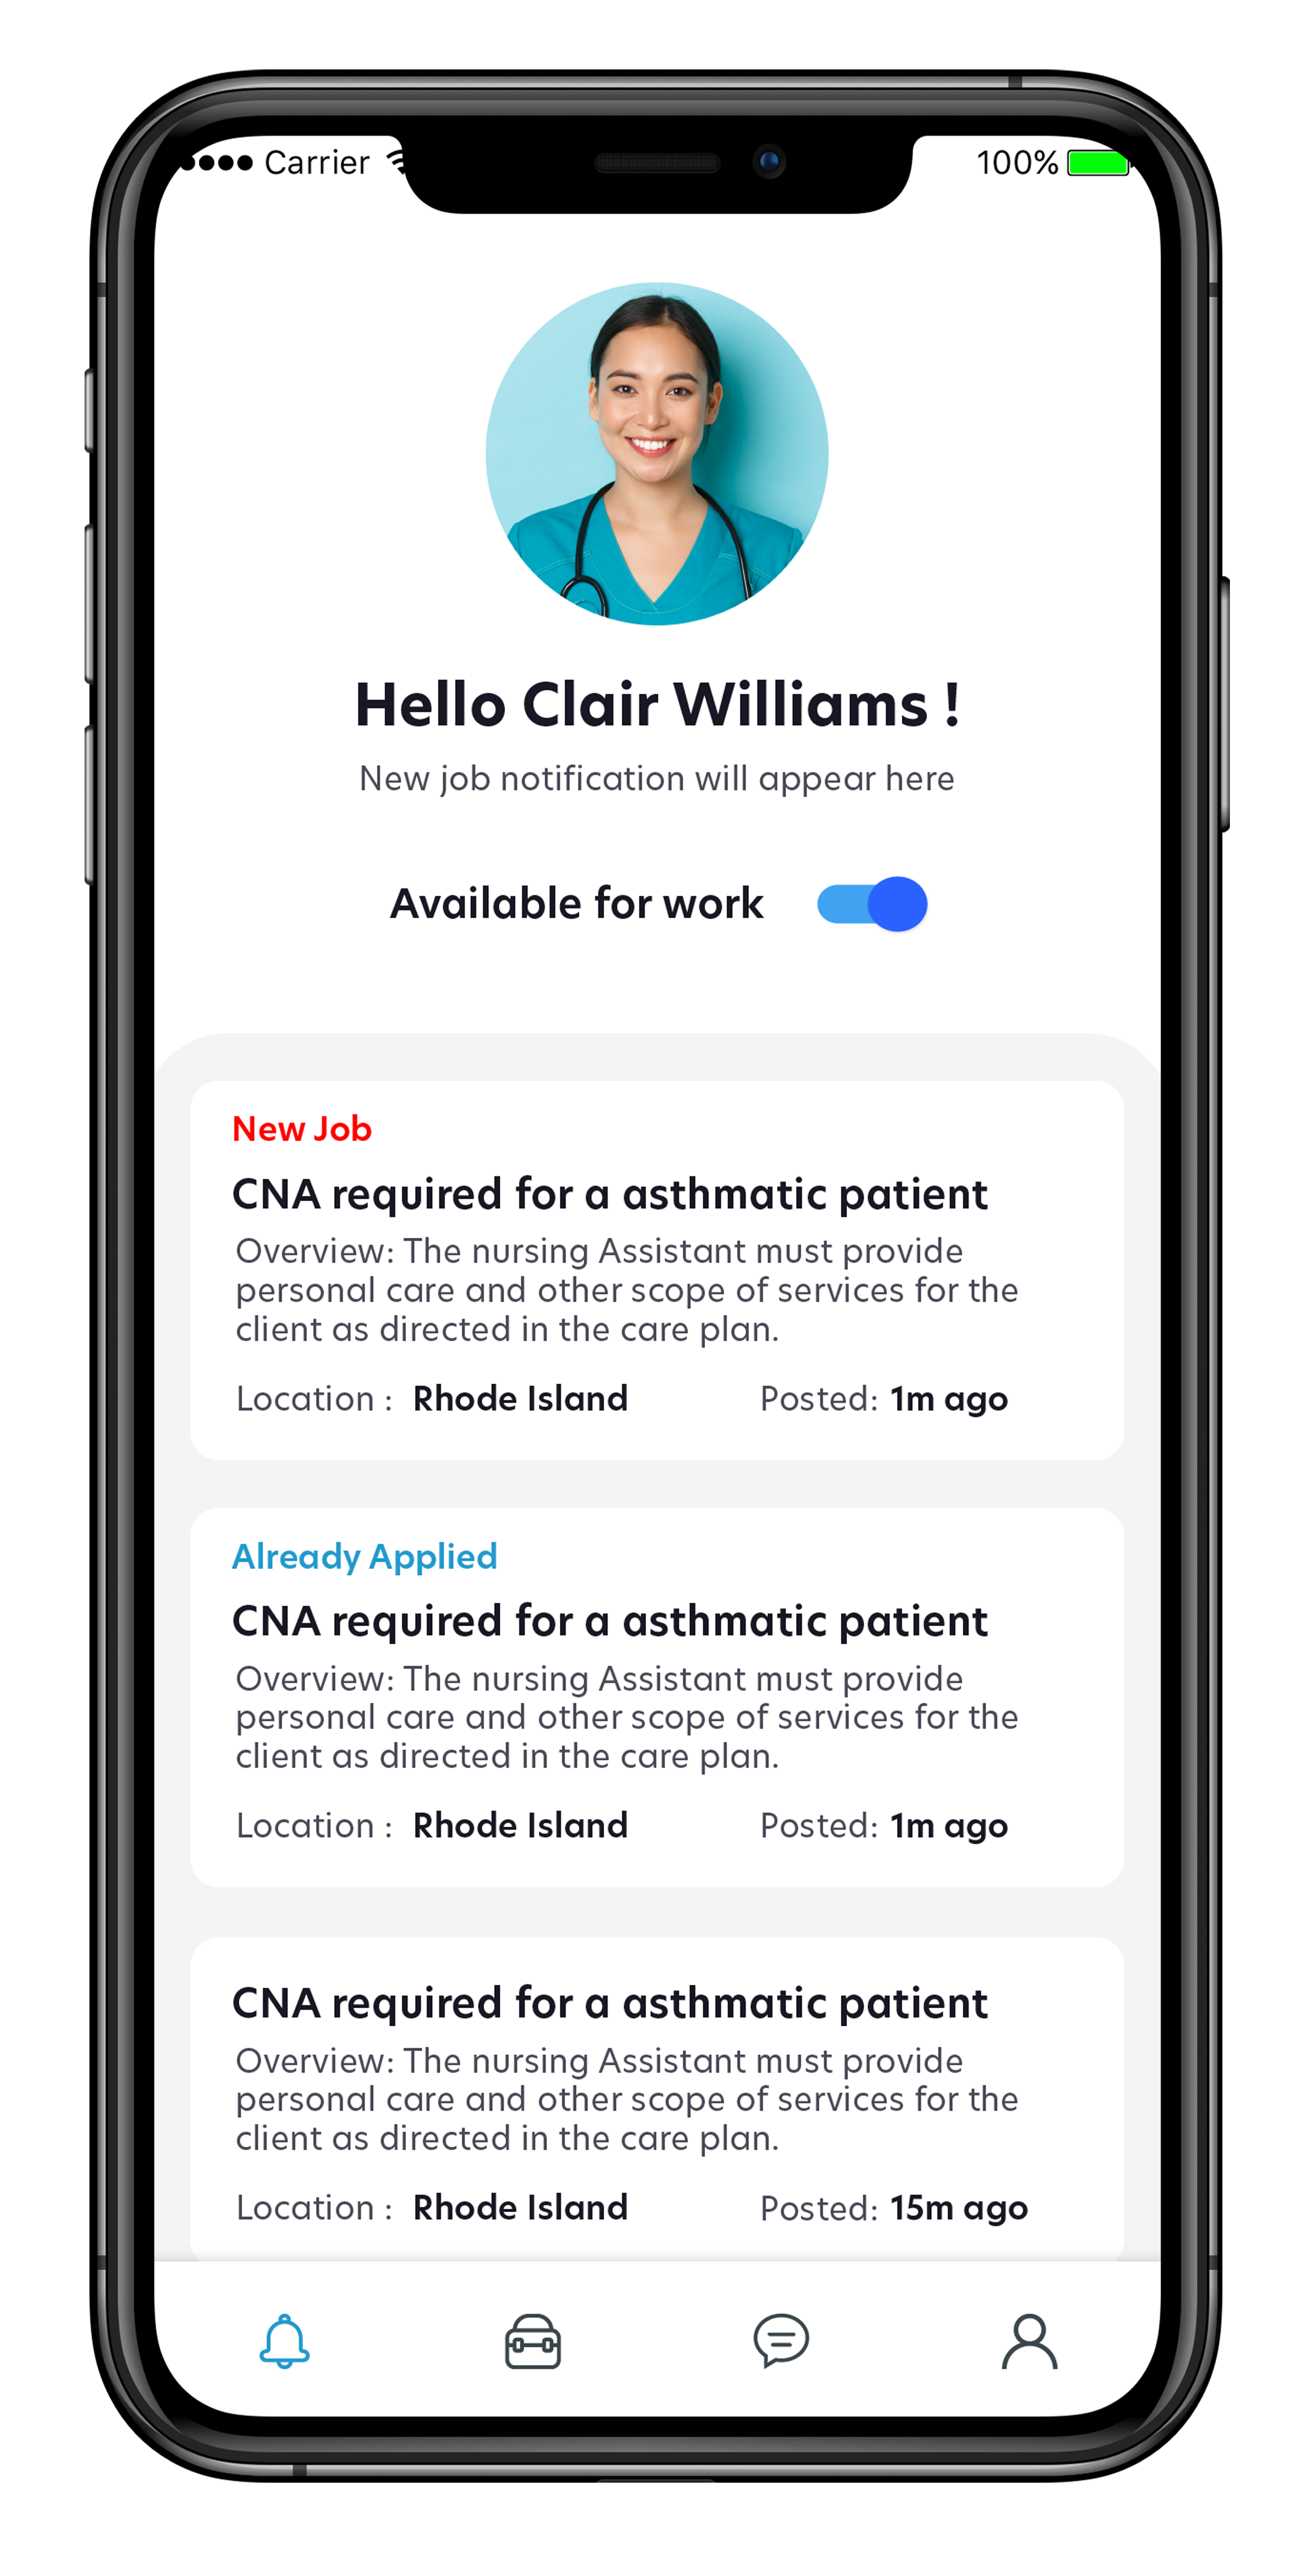 Carrier
100%
Hello Clair Williams !
New job notification will appear here
Available for work
New Job
CNA required for a asthmatic patient
Overview: The nursing Assistant must provide
personal care and other scope of services for the
client as directed in the care plan.
Location : Rhode Island Posted: 1m ago
Already Applied
CNA required for a asthmatic patient
Overview: The nursing Assistant must provide
personal care and other scope of services for the
client as directed in the care plan.
Location : Rhode Island Posted: 1m ago
CNA required for a asthmatic patient
Overview: The nursing Assistant must provide
personal care and other scope of services for the
client as directed in the care plan.
Location : Rhode Island Posted: 15m ago